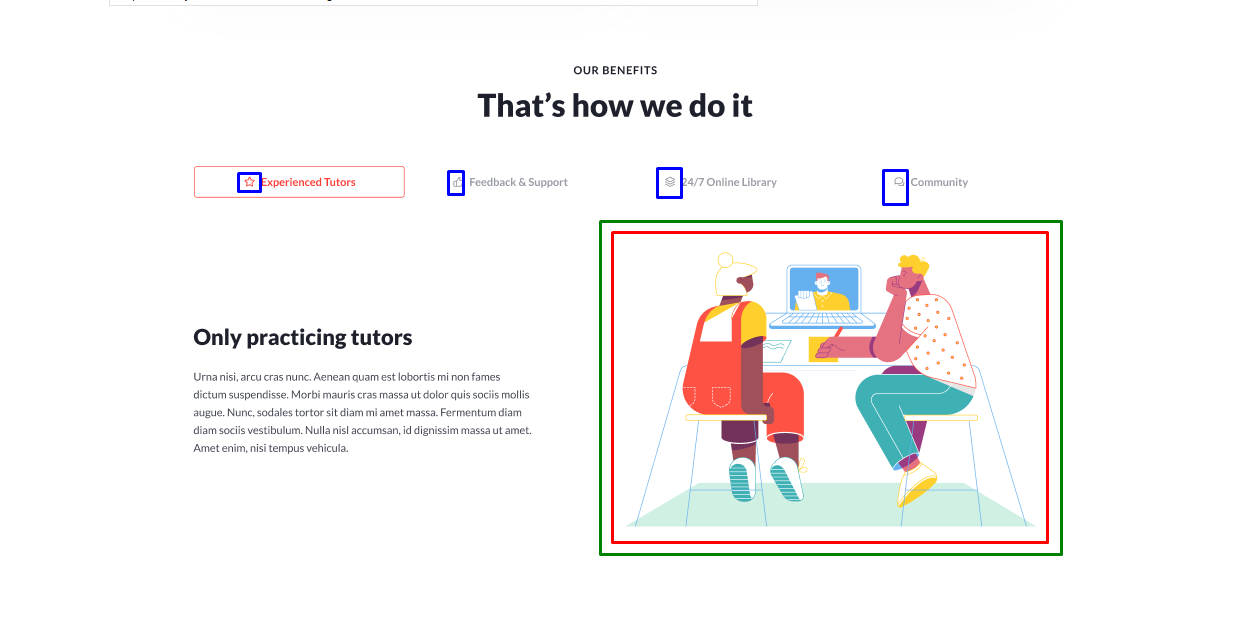 OUR BENEFITS
That’s how we do it
Experienced Tutors
Feedback & Support
24/7 Online Library
Community
Only practicing tutors
Urna nisi, arcu cras nunc. Aenean quam est lobortis mi non fames
dictum suspendisse. Morbi mauris cras massa ut dolor quis sociis mollis
augue. Nunc, sodales tortor sit diam mi amet massa. Fermentum diam
diam sociis vestibulum. Nulla nisl accumsan, id dignissim massa ut amet.
Amet enim, nisi tempus vehicula.